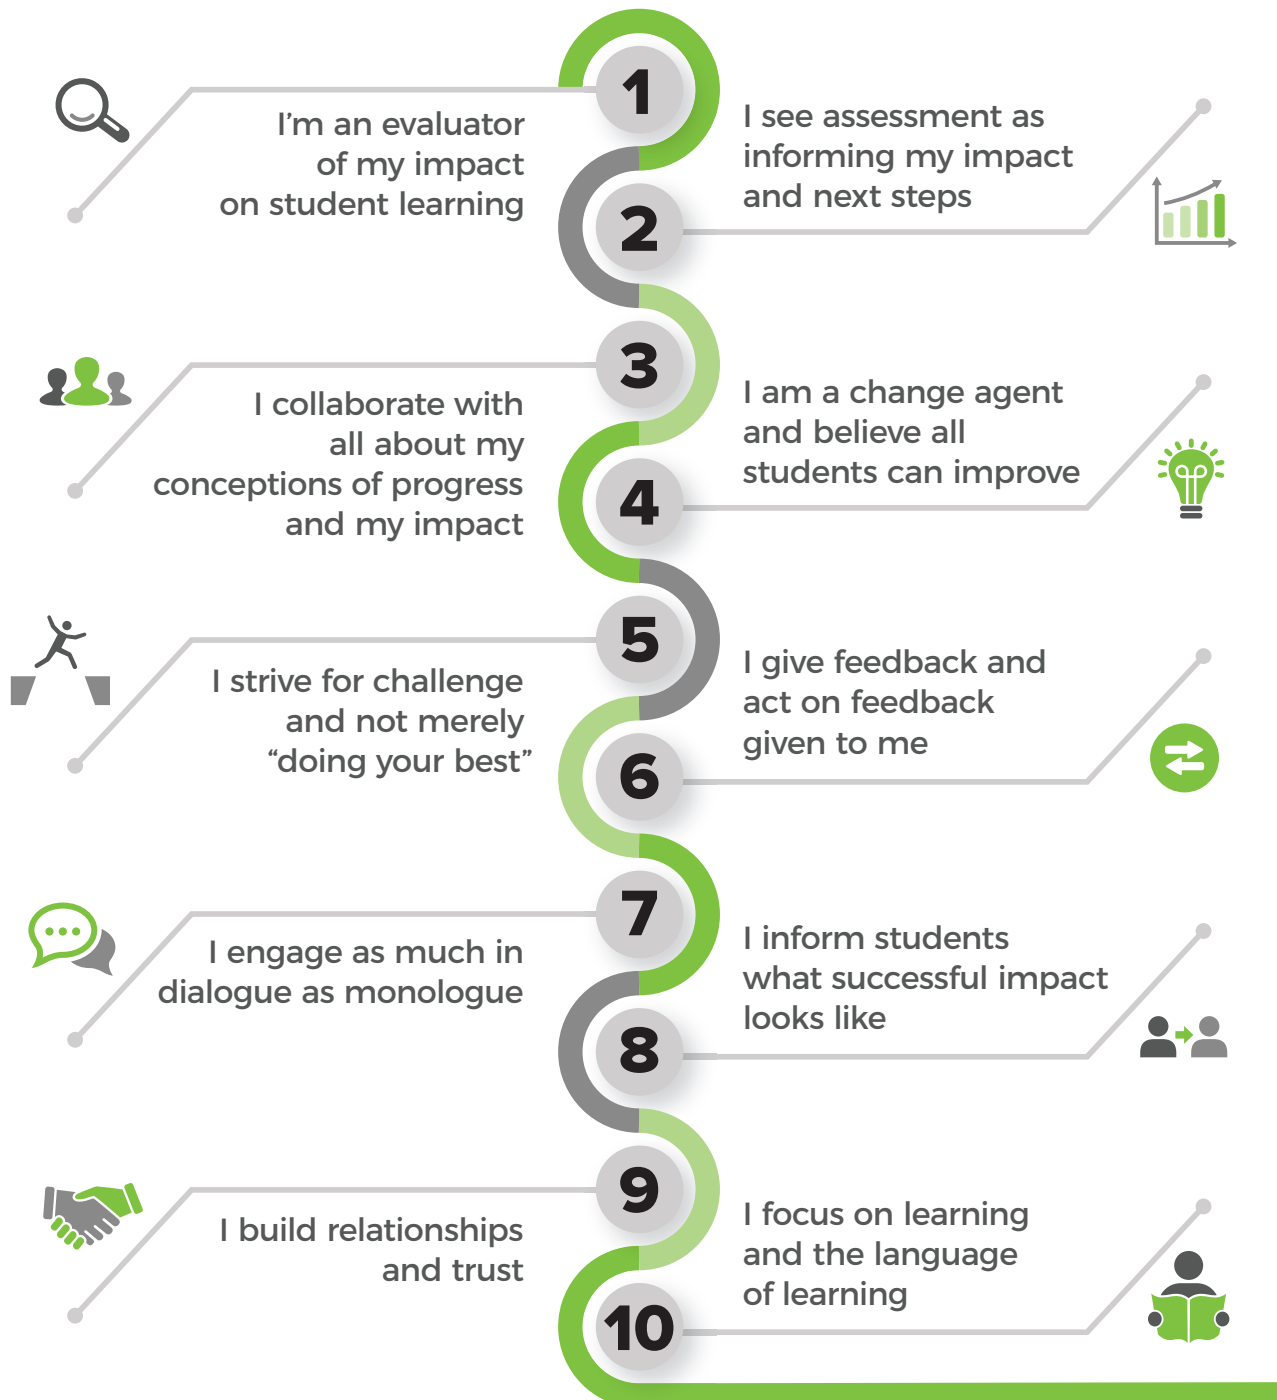 1
I'm an evaluator
of my impact
on student learning
2
I see assessment as
informing my impact
and next steps
3
I collaborate with
all about my
conceptions of progress
and my impact
4
I am a change agent
and believe all
students can improve
5
I strive for challenge
and not merely
“doing your best”
6
I give feedback and
act on feedback
given to me
7
I engage as much in
dialogue as monologue
8
I inform students
what successful impact
looks like
9
I build relationships
and trust
10
I focus on learning
and the language
of learning